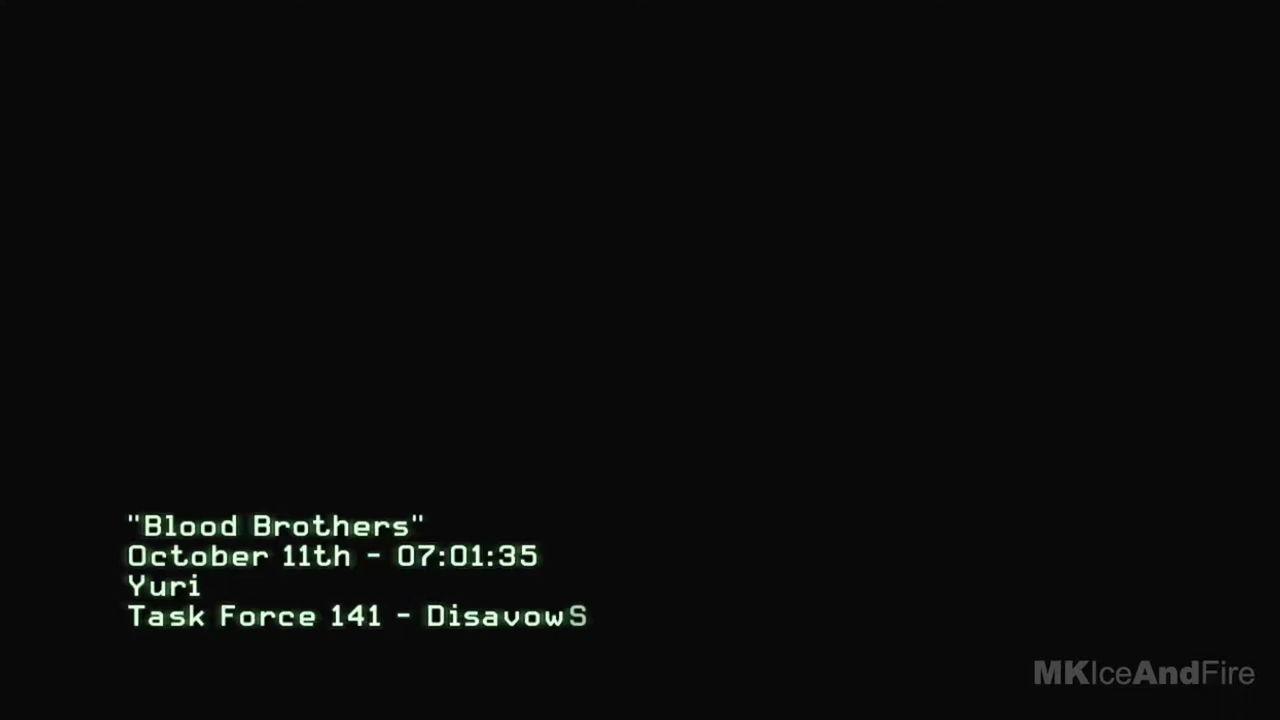 "Blood Brothers"
October 11th - 07:01:35
Yuri
Task Force 141 - DisavowS
MKIceAndFire